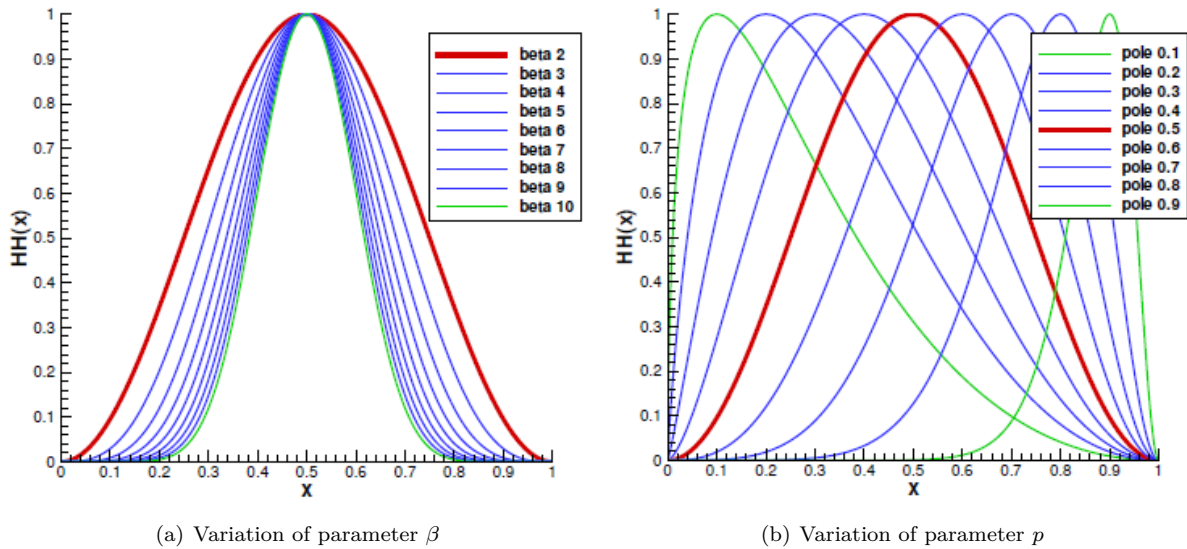 1
0.9
0.8
0.7
0.6
0.5
0.4
0.3
0.2
0.1
0
HH(x)
0 0.1 0.2 0.3 0.4 0.5 0.6 0.7 0.8 0.9 1
X
beta 2
beta 3
beta 4
beta 5
beta 6
beta 7
beta 8
beta 9
beta 10
(a) Variation of parameter β
1
0.9
0.8
0.7
0.6
0.5
0.4
0.3
0.2
0.1
0
HH(x)
0 0.1 0.2 0.3 0.4 0.5 0.6 0.7 0.8 0.9 1
X
pole 0.1
pole 0.2
pole 0.3
pole 0.4
pole 0.5
pole 0.6
pole 0.7
pole 0.8
pole 0.9
(b) Variation of parameter p